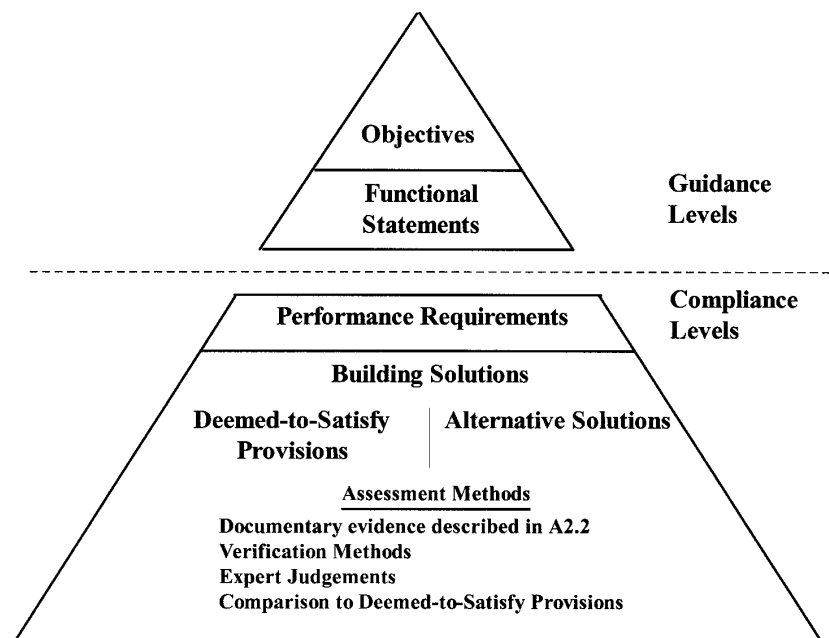 Objectives
Functional
Statements
Guidance
Levels
Compliance
Levels
Performance Requirements
Building Solutions
Deemed-to-Satisfy
Provisions
Alternative Solutions
Assessment Methods
Documentary evidence described in A2.2
Verification Methods
Expert Judgements
Comparison to Deemed-to-Satisfy Provisions